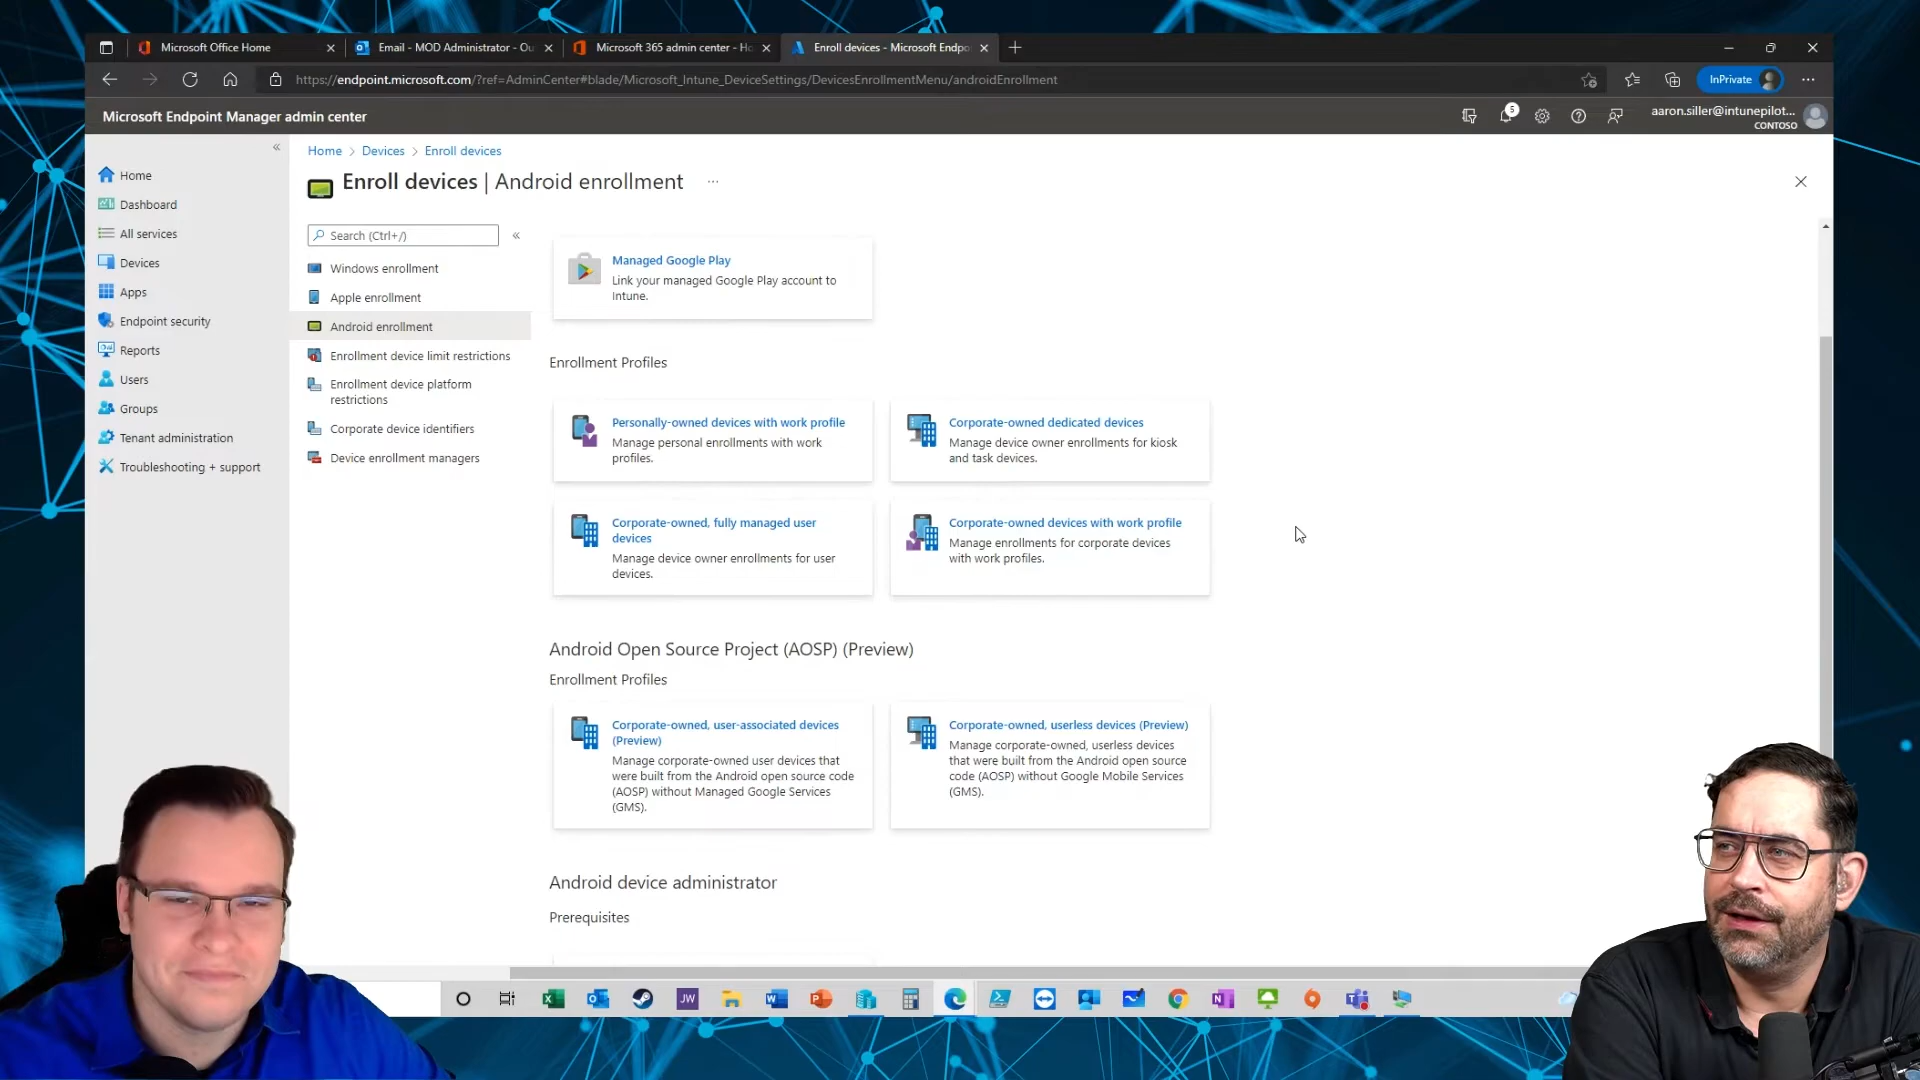 Microsoft Office Home
Email - MOD Administrator - Ou
Microsoft 365 admin center - Ho
Enroll devices - Microsoft Endpo
https://endpoint.microsoft.com/?ref=AdminCenter#blade/Microsoft_Intune_DeviceSettings/DevicesEnrollmentMenu/androidEnrollment
InPrivate
Microsoft Endpoint Manager admin center
5
aaron.siller@intunepilot...
CONTOSO
Home
Dashboard
All services
Devices
Apps
Endpoint security
Reports
Users
Groups
Tenant administration
Troubleshooting + support
Home > Devices > Enroll devices
Enroll devices | Android enrollment ...
Search (Ctrl+/)
Windows enrollment
Apple enrollment
Android enrollment
Enrollment device limit restrictions
Enrollment device platform
restrictions
Corporate device identifiers
Device enrollment managers
Managed Google Play
Link your managed Google Play account to
Intune.
Enrollment Profiles
Personally-owned devices with work profile
Manage personal enrollments with work
profiles.
Corporate-owned dedicated devices
Manage device owner enrollments for kiosk
and task devices.
Corporate-owned, fully managed user
devices
Manage device owner enrollments for user
devices.
Corporate-owned devices with work profile
Manage enrollments for corporate devices
with work profiles.
Android Open Source Project (AOSP) (Preview)
Enrollment Profiles
Corporate-owned, user-associated devices
(Preview)
Manage corporate-owned user devices that
were built from the Android open source code
(AOSP) without Managed Google Services
(GMS).
Corporate-owned, userless devices (Preview)
Manage corporate-owned, userless devices
that were built from the Android open source
code (AOSP) without Google Mobile Services
(GMS).
Android device administrator
Prerequisites
JW